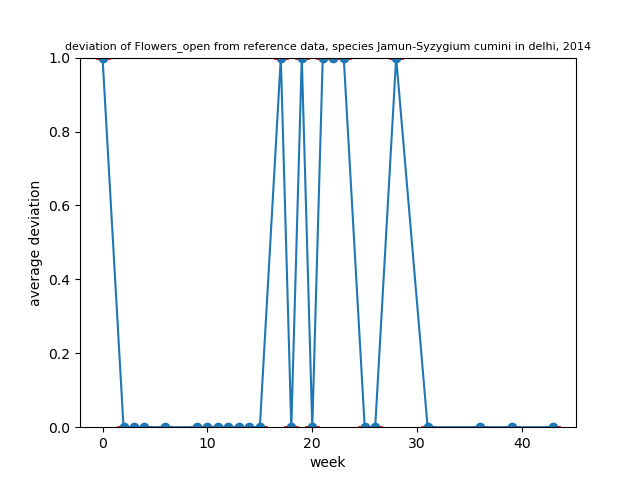 deviation of Flowers_open from reference data, species Jamun-Syzygium cumini in delhi, 2014
1.0
0.8
0.6
0.4
0.2
0.0
average deviation
0 10 20 30 40
week